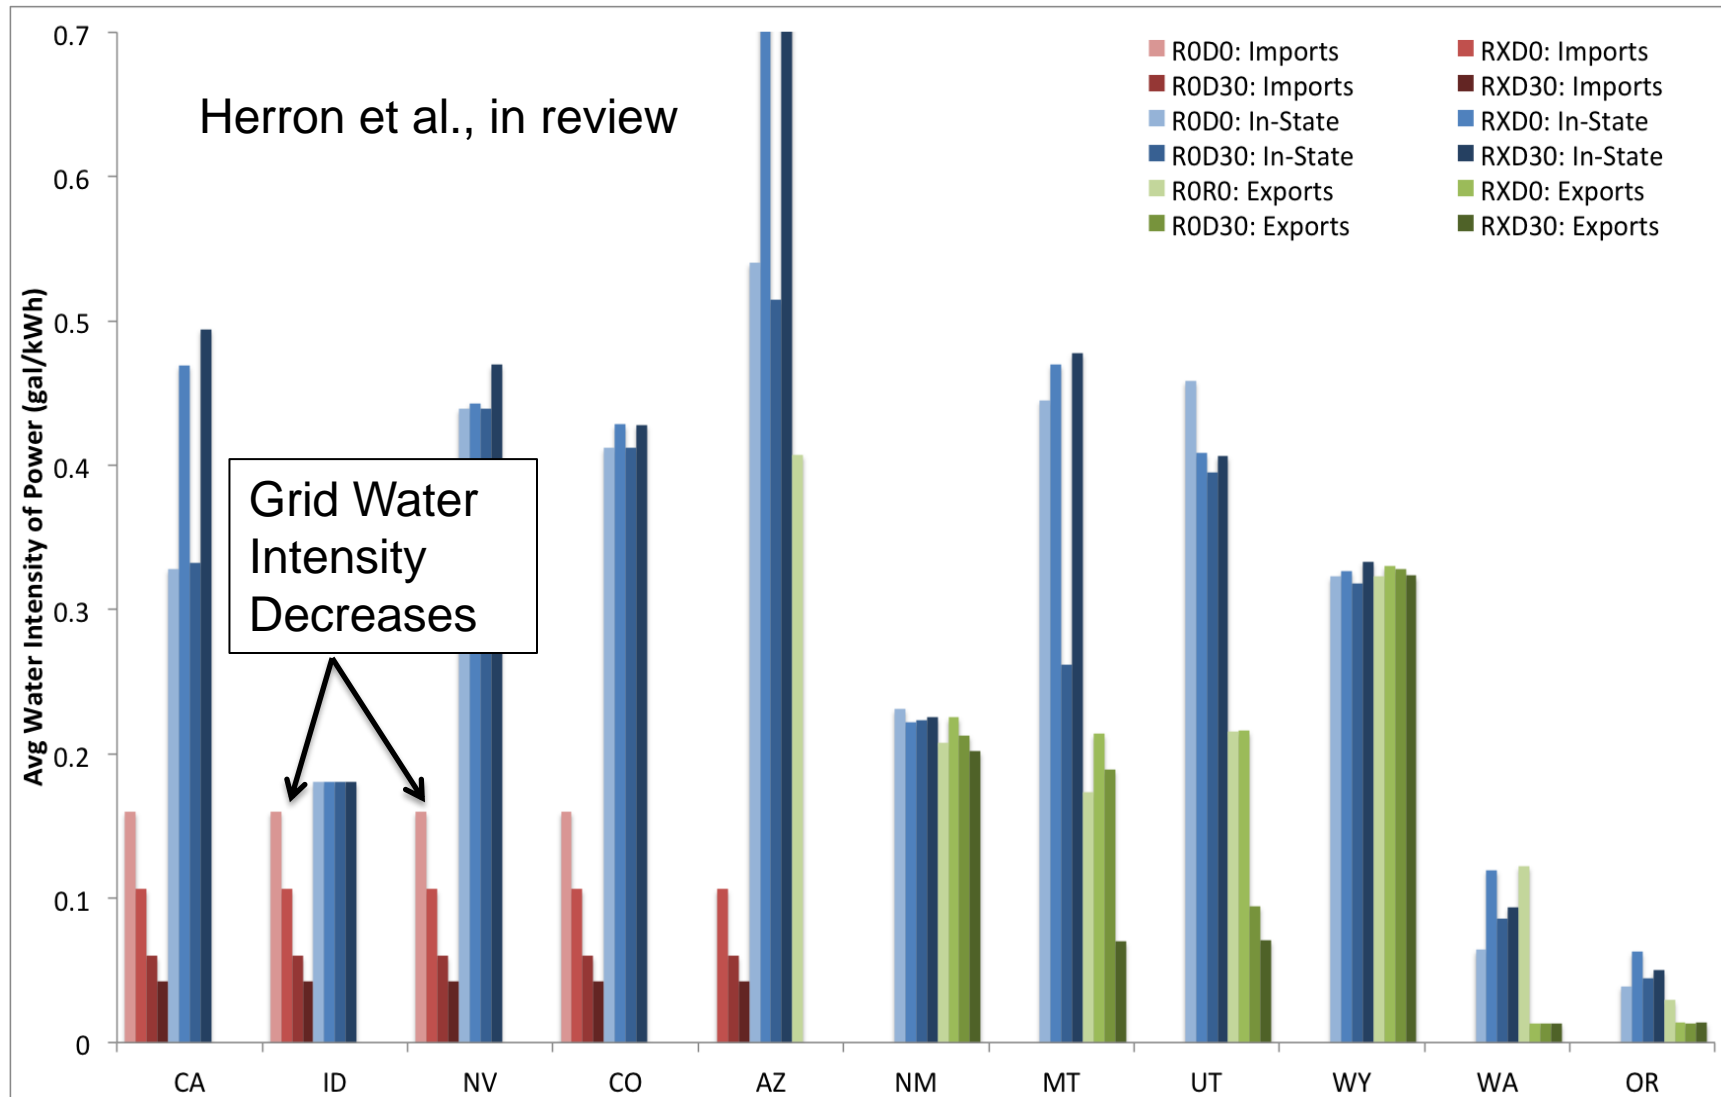 Herron et al., in review
R0D0: Imports
RXD0: Imports
R0D30: Imports
RXD30: Imports
R0D0: In-State
RXD0: In-State
R0D30: In-State
RXD30: In-State
R0R0: Exports
RXD0: Exports
R0D30: Exports
RXD30: Exports
Avg Water Intensity of Power (gal/kWh)
0.7
0.6
0.5
0.4
0.3
0.2
0.1
0
Grid Water
Intensity
Decreases
CA ID NV CO AZ NM MT UT WY WA OR